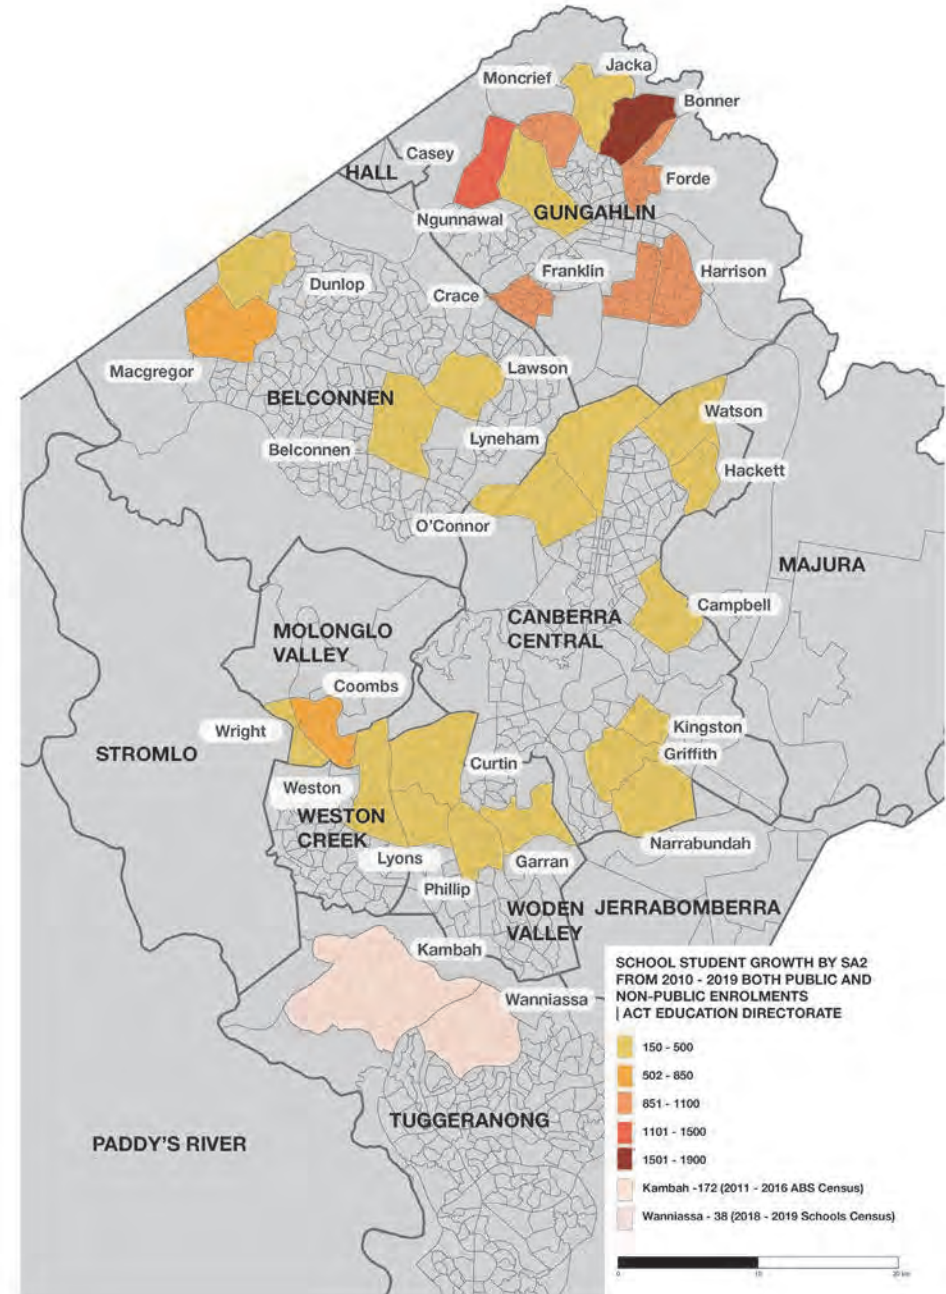 Jacka
Moncrief
Bonner
Casey
HALL
Forde
Ngunnawal
GUNGAHLIN
Franklin
Harrison
Dunlop
Crace
Macgregor
Lawson
BELCONNEN
Watson
Lyneham
Belconnen
Hackett
O'Connor
MAJURA
Campbell
CANBERRA
CENTRAL
MOLONGLO
VALLEY
Coombs
Wright
Kingston
STROMLO
Griffith
Curtin
Weston
WESTON
CREEK
Narrabundah
Lyons
Garran
Phillip
WODEN
VALLEY
JERRABOMBERRA
Kambah
Wanniassa
TUGGERANONG
PADDY'S RIVER
SCHOOL STUDENT GROWTH BY SA2
FROM 2010 - 2019 BOTH PUBLIC AND
NON-PUBLIC ENROLMENTS
| ACT EDUCATION DIRECTORATE
150 - 500
502 - 850
851 - 1100
1101 - 1500
1501 - 1900
Kambah -172 (2011 - 2016 ABS Census)
Wanniassa - 38 (2018 - 2019 Schools Census)
0 10 20 km